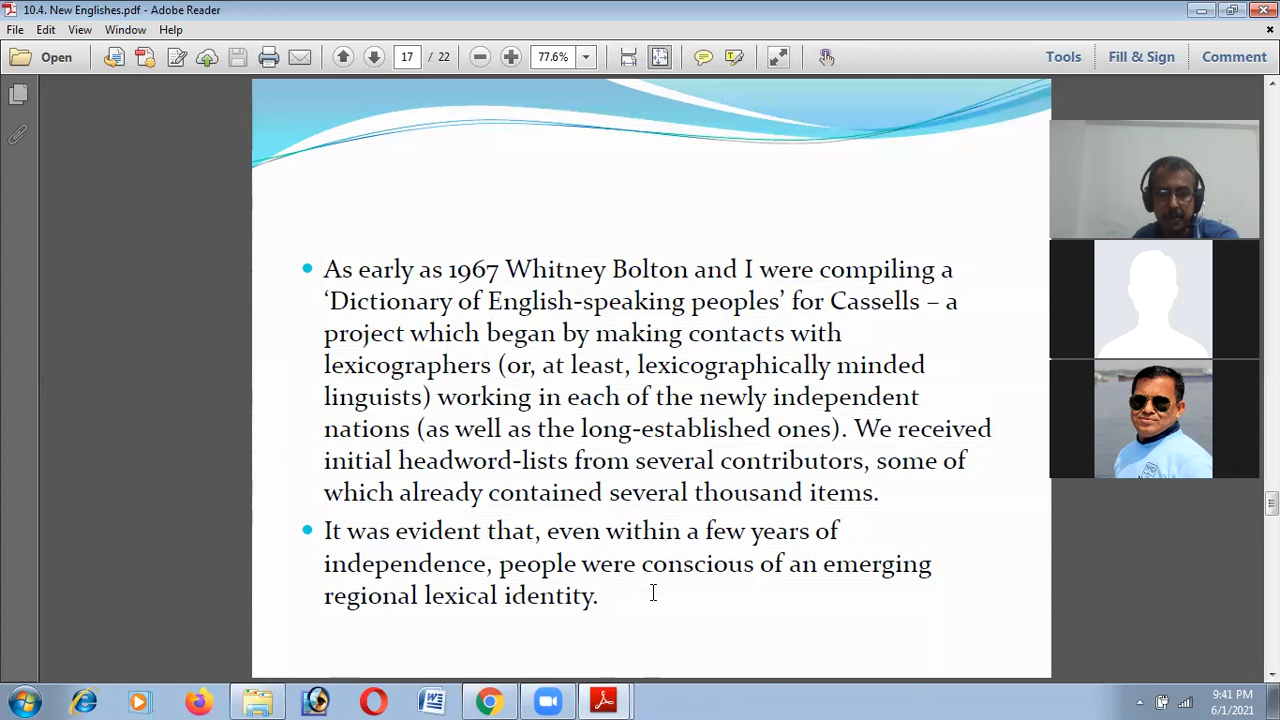 10.4. New Englishes.pdf - Adobe Reader
File Edit View Window Help
Open 17 / 22 77.6% Tools Fill & Sign Comment
• As early as 1967 Whitney Bolton and I were compiling a
‘Dictionary of English-speaking peoples’ for Cassells – a
project which began by making contacts with
lexicographers (or, at least, lexicographically minded
linguists) working in each of the newly independent
nations (as well as the long-established ones). We received
initial headword-lists from several contributors, some of
which already contained several thousand items.
• It was evident that, even within a few years of
independence, people were conscious of an emerging
regional lexical identity.
9:41 PM
6/1/2021